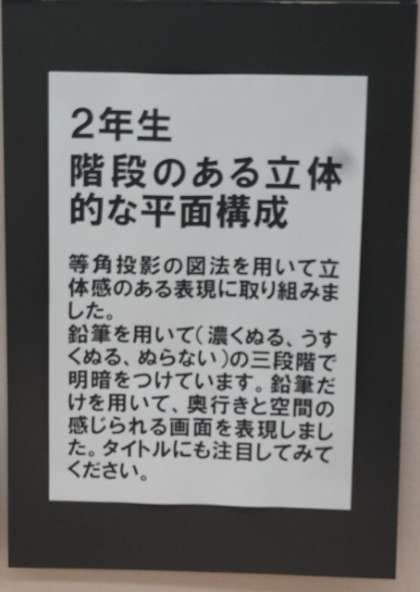 2年生
階段のある立体
的な平面構成
等角投影の図法を用いて立
体感のある表現に取り組みま
した。
鉛筆を用いて(濃くぬる、うす
くぬる、ぬらない)の三段階で
明暗をつけています。鉛筆だ
けを用いて、奥行きと空間の
感じられる画面を表現しまし
た。タイトルにも注目してみて
ください。